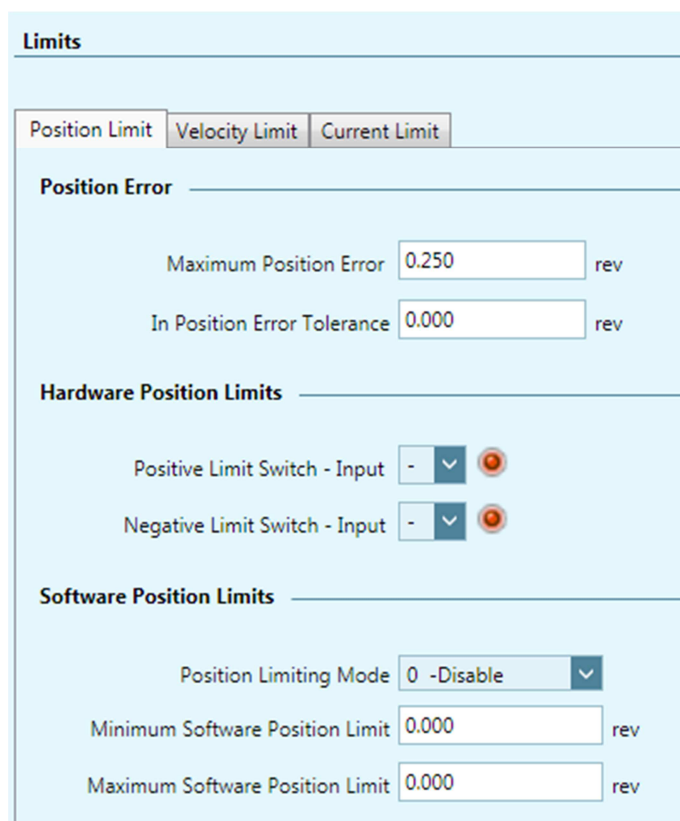 Limits
Position Limit Velocity Limit Current Limit
Position Error
Maximum Position Error 0.250 rev
In Position Error Tolerance 0.000 rev
Hardware Position Limits
Positive Limit Switch - Input -
Negative Limit Switch - Input -
Software Position Limits
Position Limiting Mode 0 -Disable
Minimum Software Position Limit 0.000 rev
Maximum Software Position Limit 0.000 rev